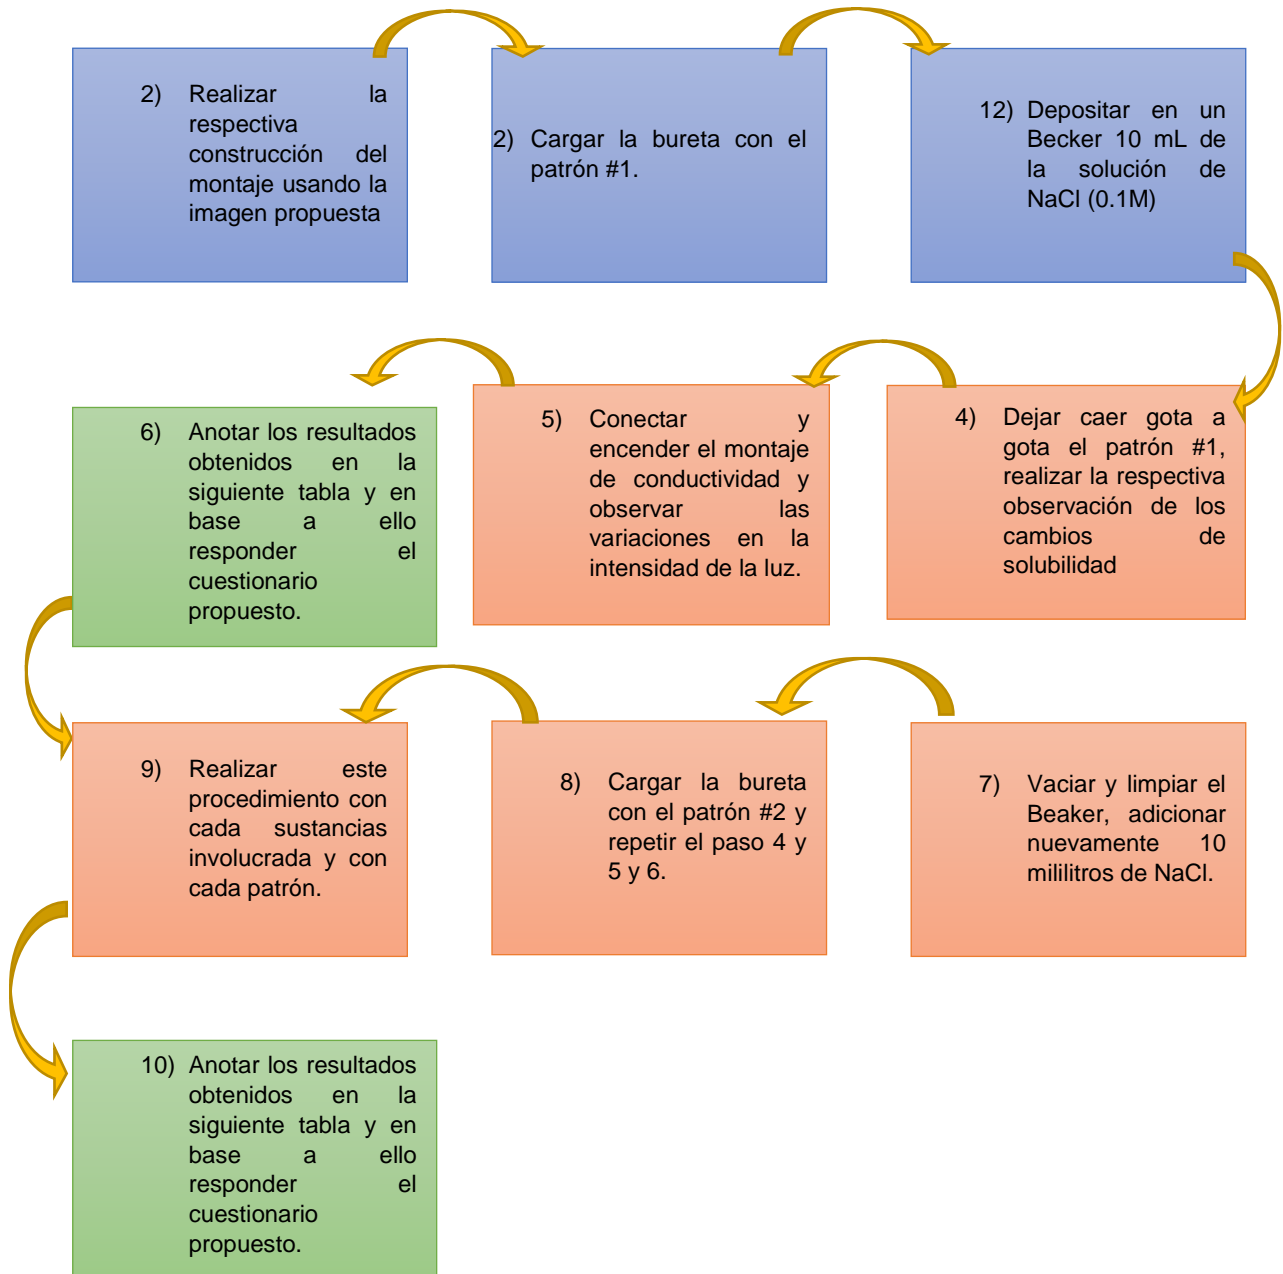 2) Realizar la
respectiva
construcción del
montaje usando la
imagen propuesta
2) Cargar la bureta con el
patrón #1.
12) Depositar en un
Becker 10 mL de
la solución de
NaCl (0.1M)
4) Dejar caer gota a
gota el patrón #1,
realizar la respectiva
observación de los
cambios de
solubilidad
5) Conectar y
encender el montaje
de conductividad y
observar las
variaciones en la
intensidad de la luz.
6) Anotar los resultados
obtenidos en la
siguiente tabla y en
base a ello
responder el
cuestionario
propuesto.
7) Vaciar y limpiar el
Beaker, adicionar
nuevamente 10
mililitros de NaCl.
8) Cargar la bureta
con el patrón #2 y
repetir el paso 4 y
5 y 6.
9) Realizar este
procedimiento con
cada sustancias
involucrada y con
cada patrón.
10) Anotar los resultados
obtenidos en la
siguiente tabla y en
base a ello
responder el
cuestionario
propuesto.